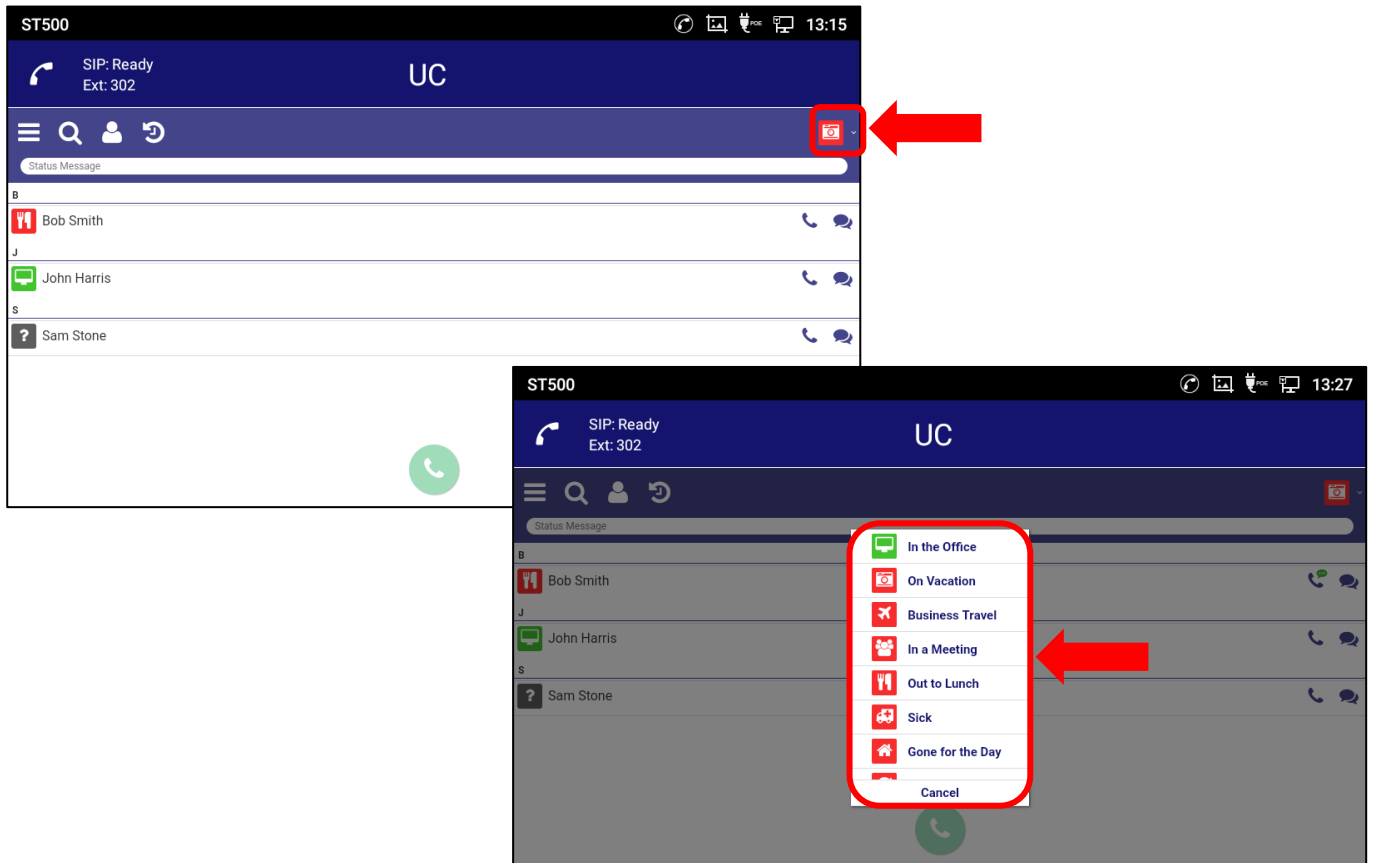 ST500
POE
13:15
SIP: Ready
Ext: 302
UC
Status Message
B
Bob Smith
J
John Harris
S
? Sam Stone
ST500
POE
13:27
SIP: Ready
Ext: 302
UC
Status Message
B
Bob Smith
J
John Harris
S
? Sam Stone
In the Office
On Vacation
Business Travel
In a Meeting
Out to Lunch
Sick
Gone for the Day
Cancel